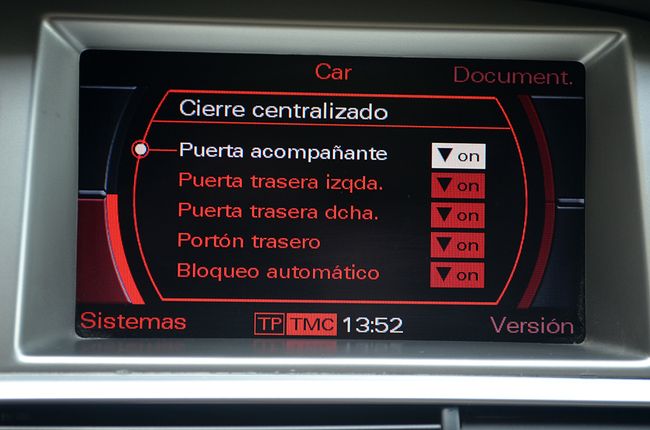 Car
Document.
Cierre centralizado
Puerta acompañante ▼ on
Puerta trasera izqda. ▼ on
Puerta trasera dcha. ▼ on
Portón trasero ▼ on
Bloqueo automático ▼ on
Sistemas TP TMC 13:52 Versión